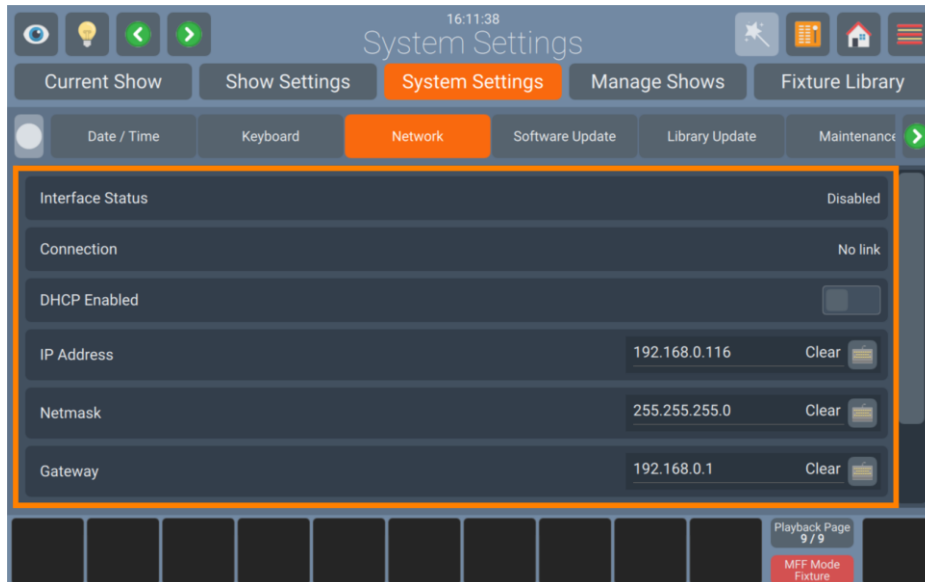 16:11:38
System Settings
Current Show
Show Settings
System Settings
Manage Shows
Fixture Library
Date / Time
Keyboard
Network
Software Update
Library Update
Maintenance
Interface Status
Disabled
Connection
No link
DHCP Enabled
IP Address
192.168.0.116
Clear
Netmask
255.255.255.0
Clear
Gateway
192.168.0.1
Clear
Playback Page
9 / 9
MFF Mode
Fixture